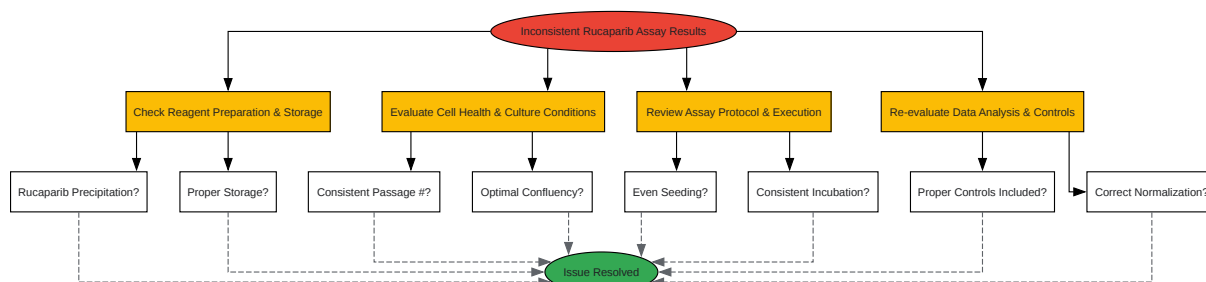 Inconsistent Rucaparib Assay Results
Check Reagent Preparation & Storage
Evaluate Cell Health & Culture Conditions
Review Assay Protocol & Execution
Re-evaluate Data Analysis & Controls
Rucaparib Precipitation?
Proper Storage?
Consistent Passage #?
Optimal Confluency?
Even Seeding?
Consistent Incubation?
Proper Controls Included?
Correct Normalization?
Issue Resolved